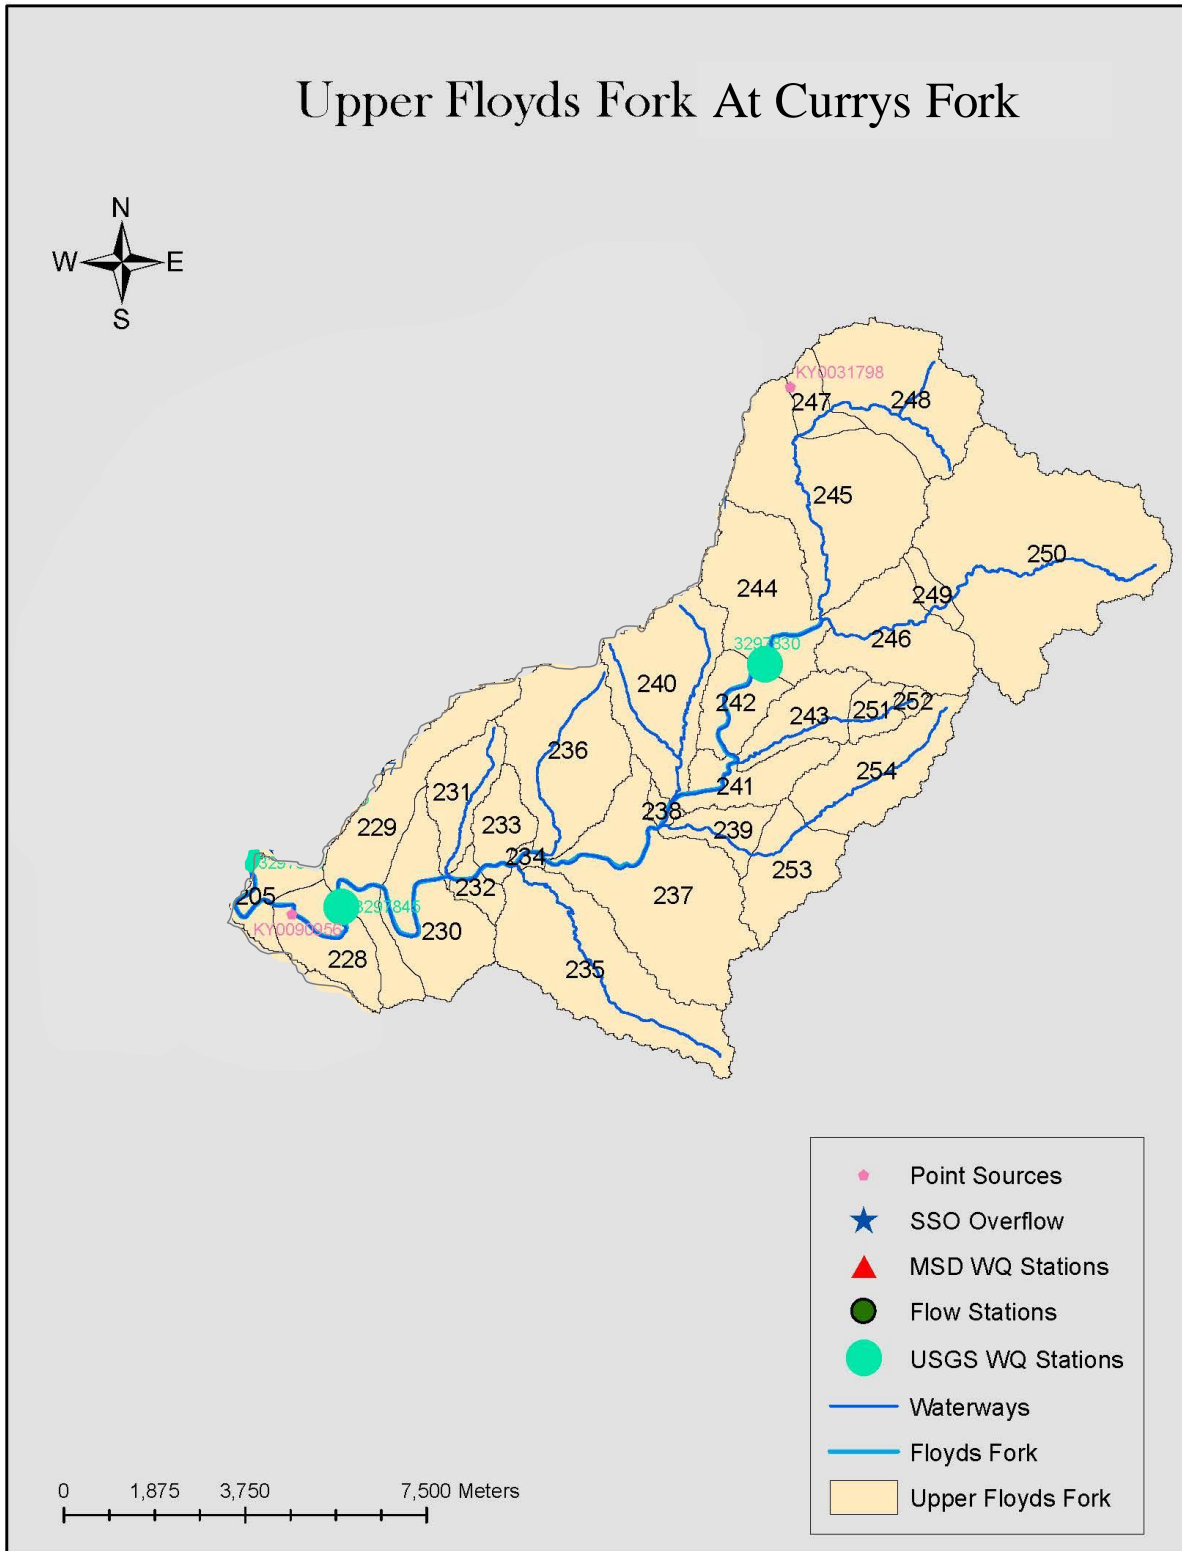 Upper Floyds Fork At Currys Fork
N
W E
S
KY0031798
247
248
245
250
244
249
246
3297830
240
242
243
251
252
236
254
231
241
238
233
239
229
234
253
232
237
205
3297845
KY0090956
230
228
235
Point Sources
SSO Overflow
MSD WQ Stations
Flow Stations
USGS WQ Stations
Waterways
Floyds Fork
Upper Floyds Fork
0 1,875 3,750 7,500 Meters